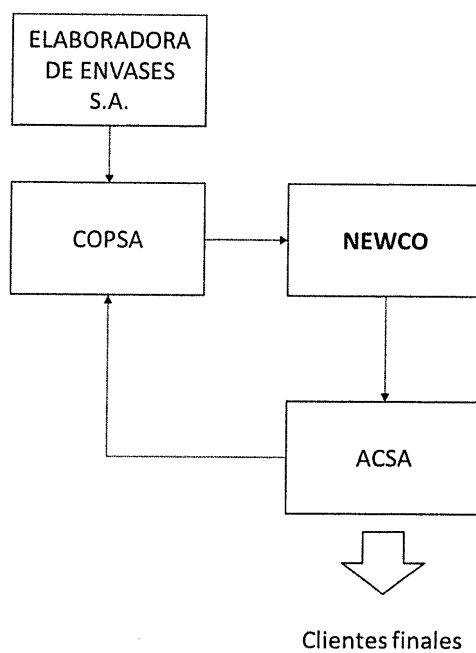 ELABORADORA
DE ENVASES
S.A.
COPSA
NEWCO
ACSA
Clientes finales